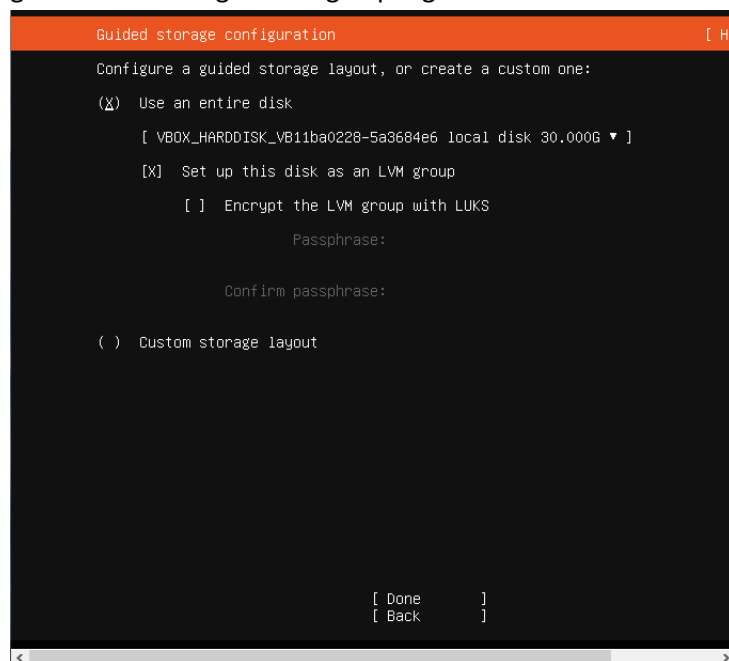 Guided storage configuration [ H
Configure a guided storage layout, or create a custom one:
(X) Use an entire disk
[ VBOX_HARDDISK_VB11ba0228-5a3684e6 local disk 30.000G ▾ ]
[X] Set up this disk as an LVM group
[ ] Encrypt the LVM group with LUKS
Passphrase:
Confirm passphrase:
( ) Custom storage layout
[ Done ]
[ Back ]